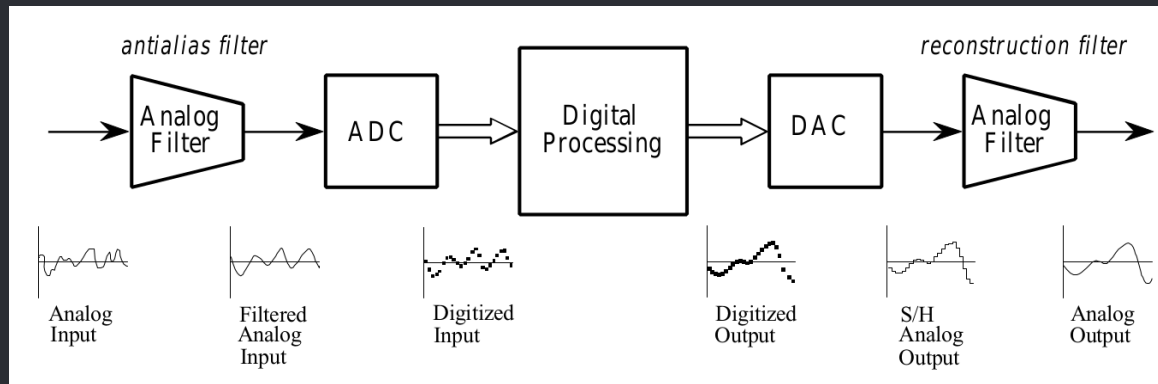 antialias filter
reconstruction filter
Analog
Filter
ADC
Digital
Processing
DAC
Analog
Filter
Analog
Input
Filtered
Analog
Input
Digitized
Input
Digitized
Output
S/H
Analog
Output
Analog
Output